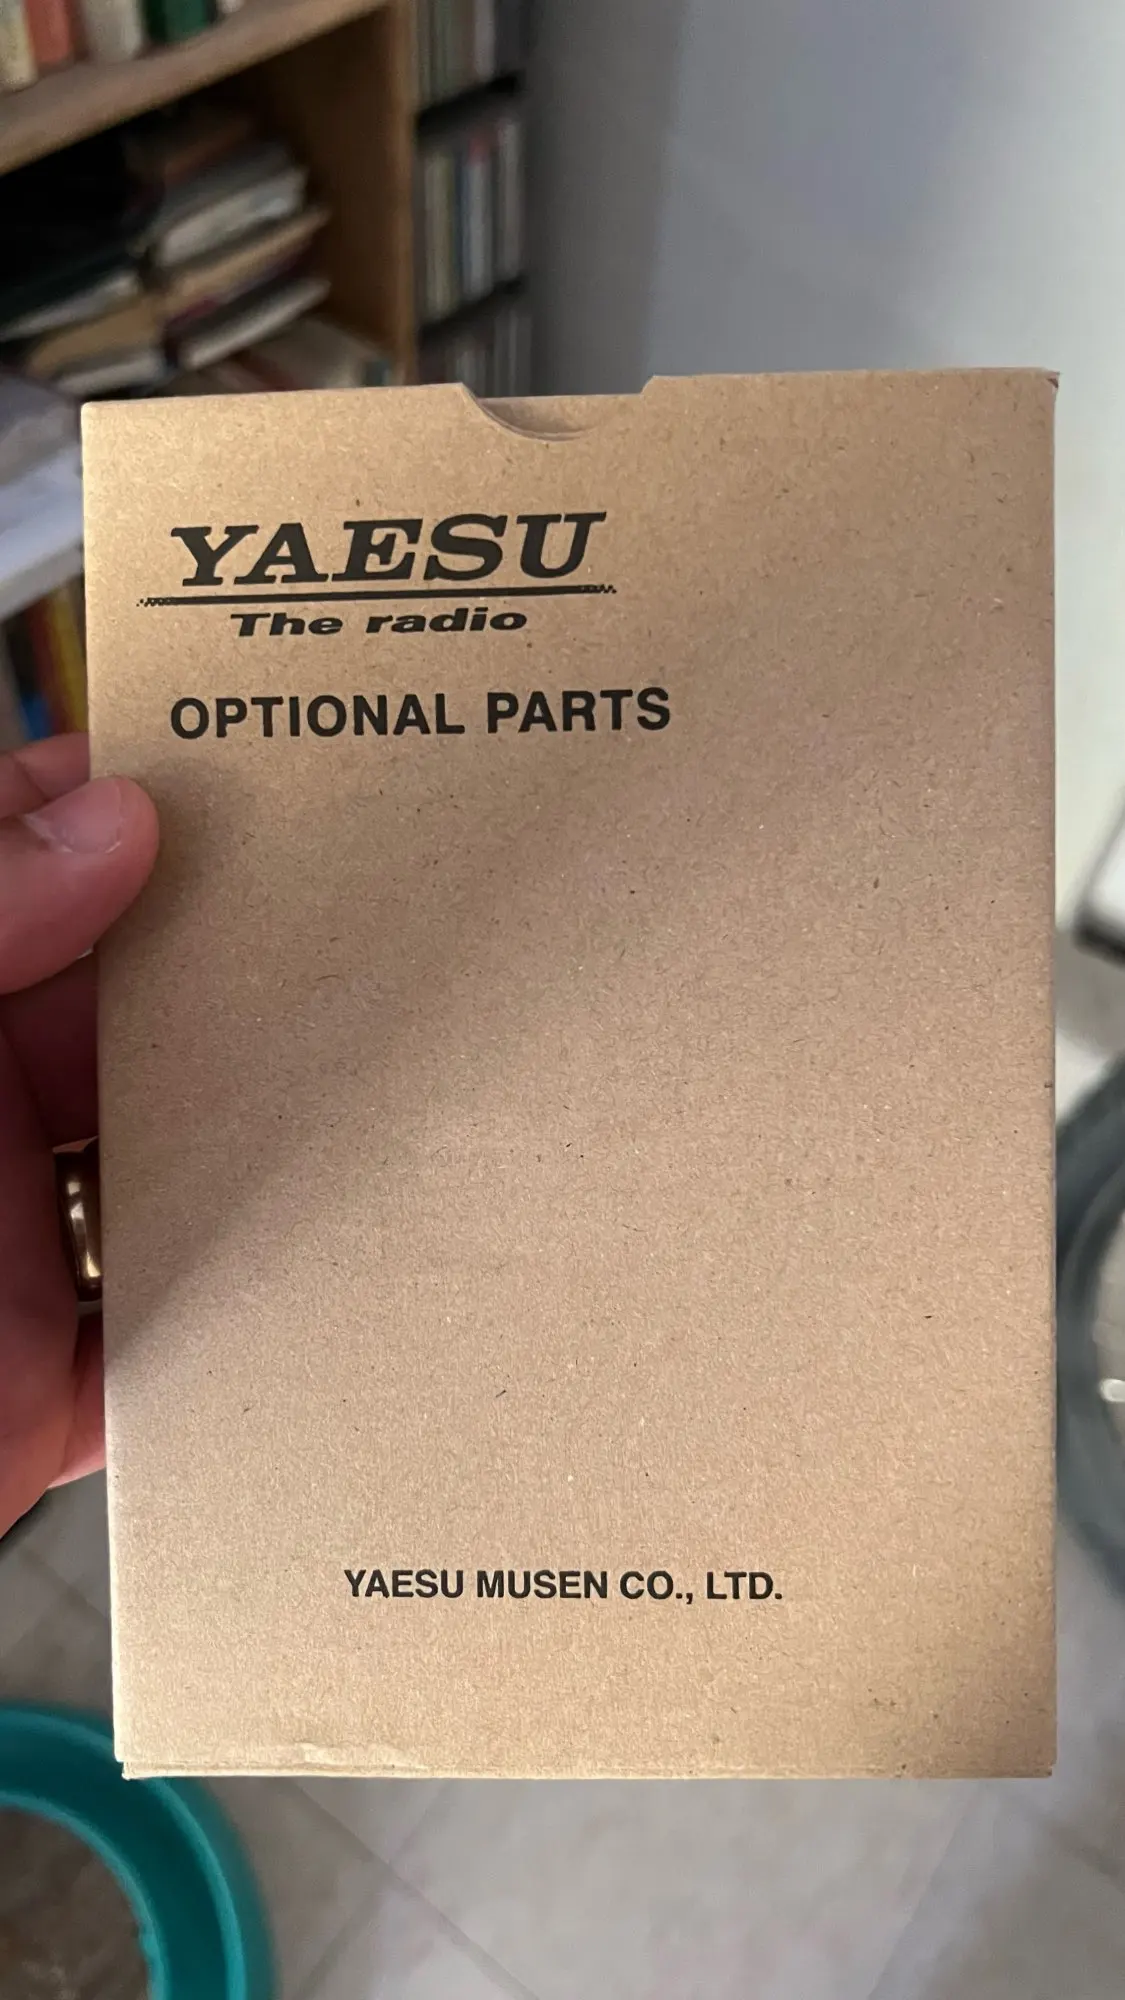 YAESU
The radio
OPTIONAL PARTS
YAESU MUSEN CO., LTD.